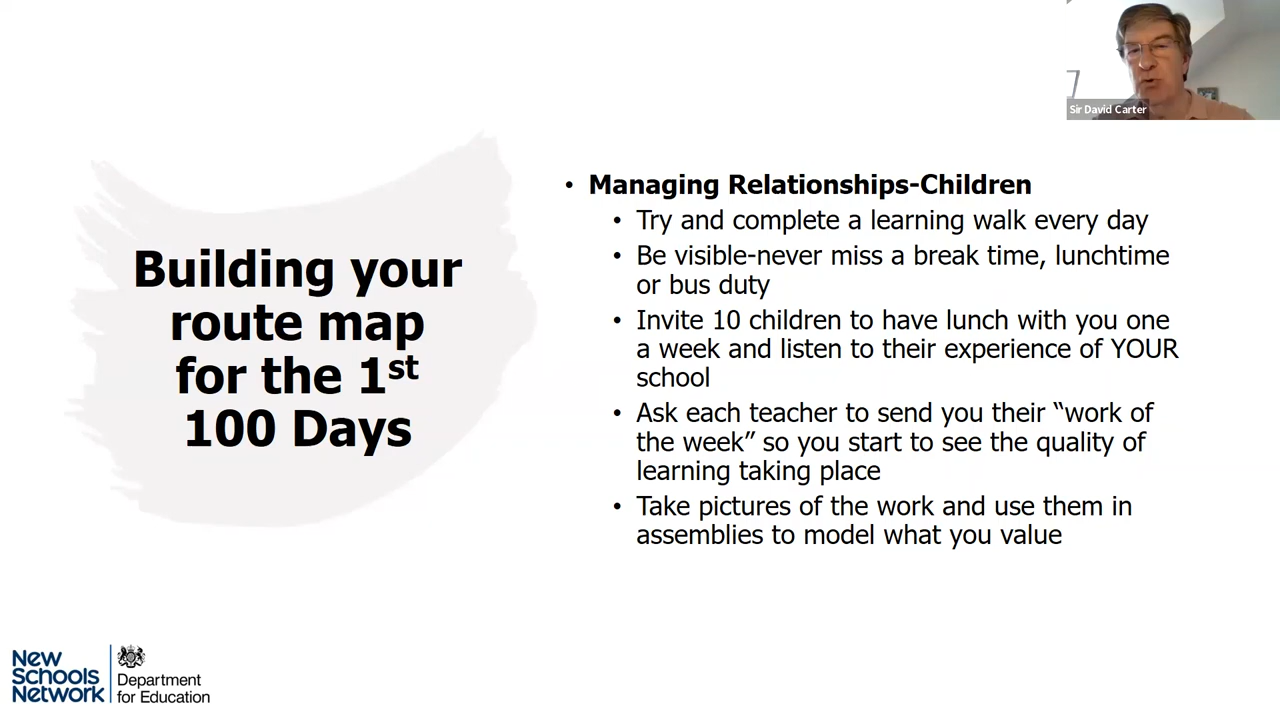 Sir David Carter
Building your
route map
for the 1st
100 Days
• Managing Relationships-Children
• Try and complete a learning walk every day
• Be visible-never miss a break time, lunchtime
or bus duty
• Invite 10 children to have lunch with you one
a week and listen to their experience of YOUR
school
• Ask each teacher to send you their “work of
the week” so you start to see the quality of
learning taking place
• Take pictures of the work and use them in
assemblies to model what you value
New
Schools
Network
Department
for Education